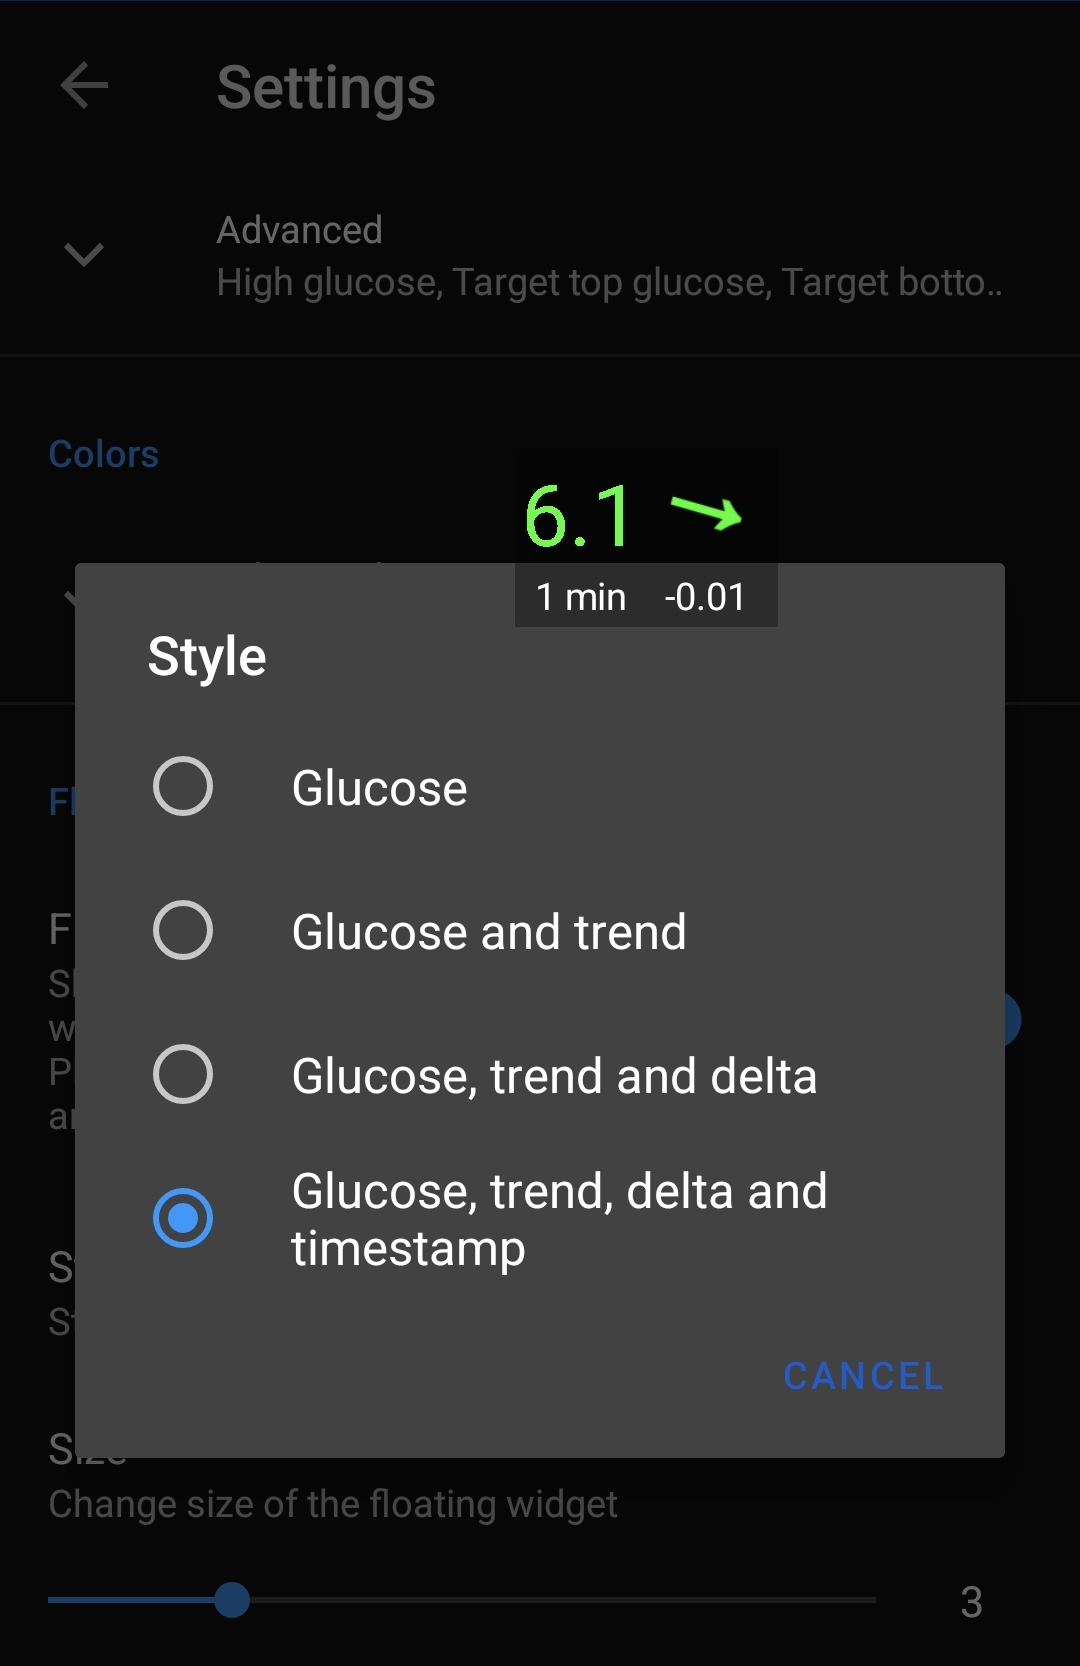 Settings
Advanced
High glucose, Target top glucose, Target botto..
Colors
6.1
1 min -0.01
Style
Glucose
Glucose and trend
Glucose, trend and delta
Glucose, trend, delta and
timestamp
CANCEL
Size
Change size of the floating widget
3